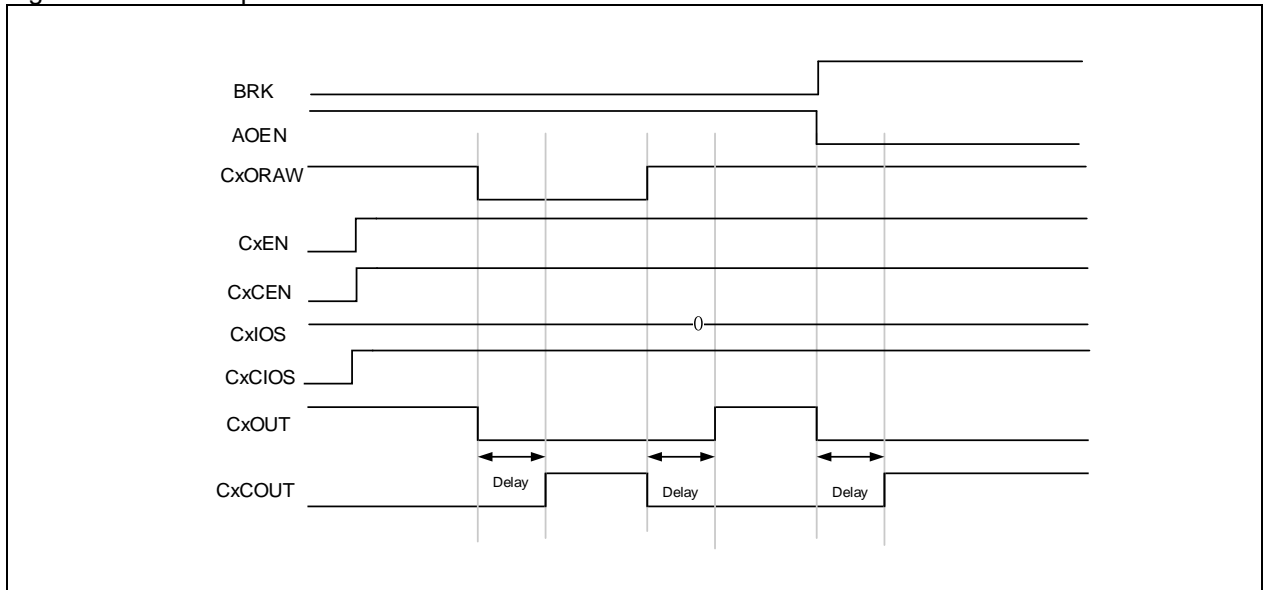 BRK
AOEN
CxORAW
CxEN
CxCEN
CxIOS
0
CxCIOS
CxOUT
Delay
Delay
Delay
CxCOUT